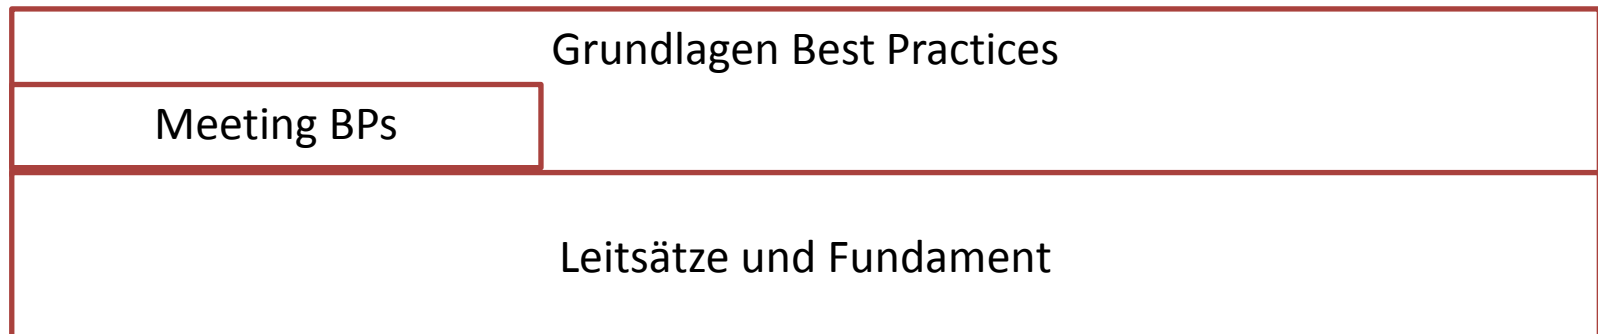 Grundlagen Best Practices
Meeting BPs
Leitsätze und Fundament